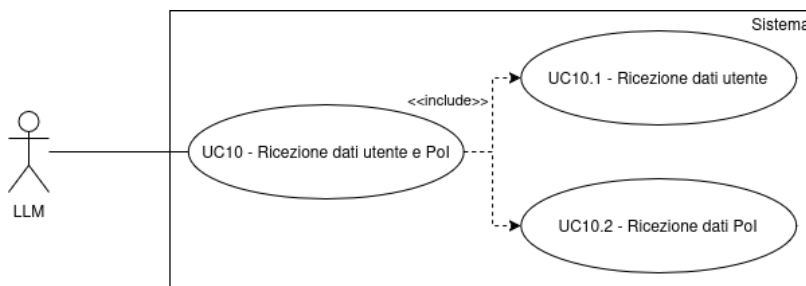 Sistema
UC10.1 - Ricezione dati utente
<<include>>
UC10 - Ricezione dati utente e PoI
LLM
UC10.2 - Ricezione dati PoI